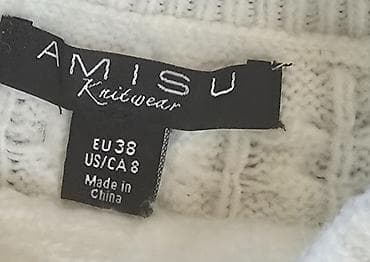 AMISU
Knitwear
EU 38
US/CA 8
Made in
China